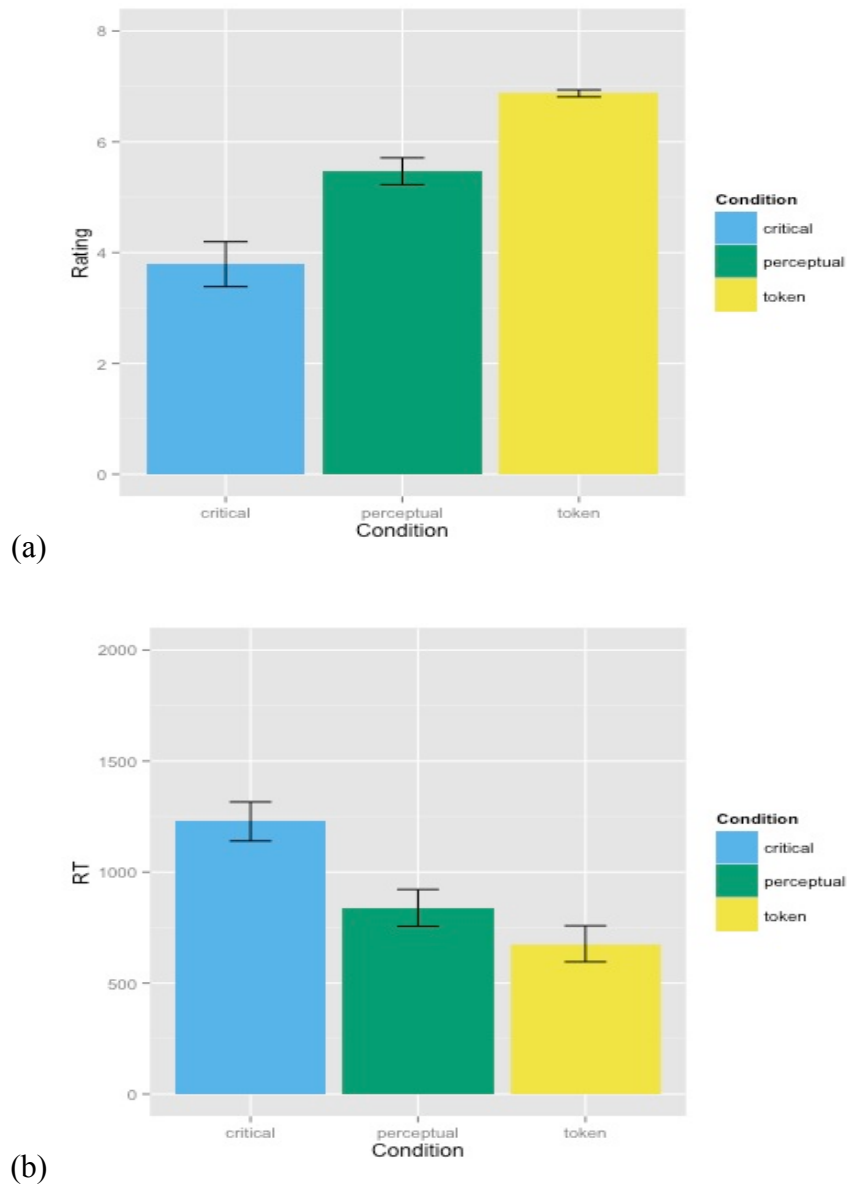 8
6
4
2
0
Rating
critical
perceptual
token
Condition
Condition
critical
perceptual
token
(a)
2000
1500
1000
500
0
RT
critical
perceptual
token
Condition
Condition
critical
perceptual
token
(b)